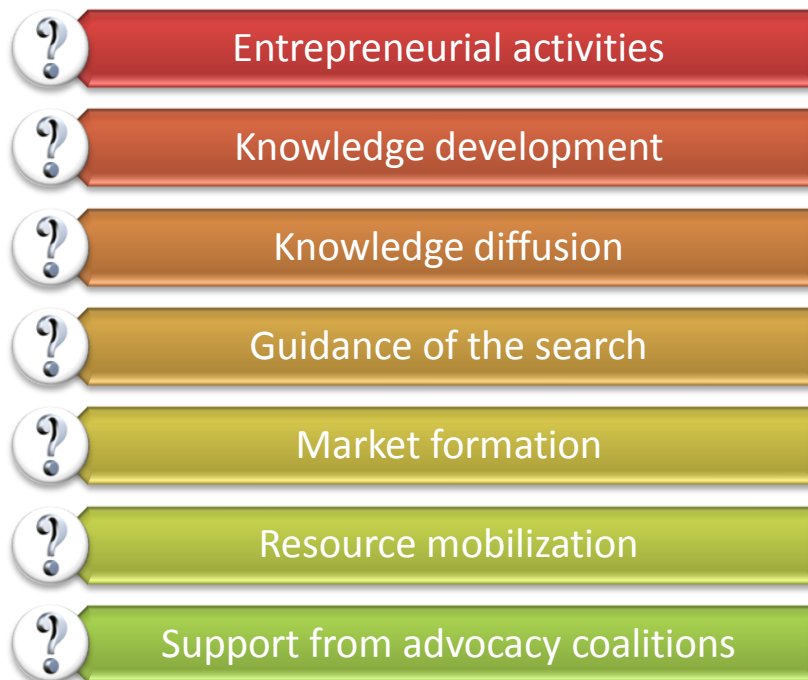 Entrepreneurial activities
Knowledge development
Knowledge diffusion
Guidance of the search
Market formation
Resource mobilization
Support from advocacy coalitions